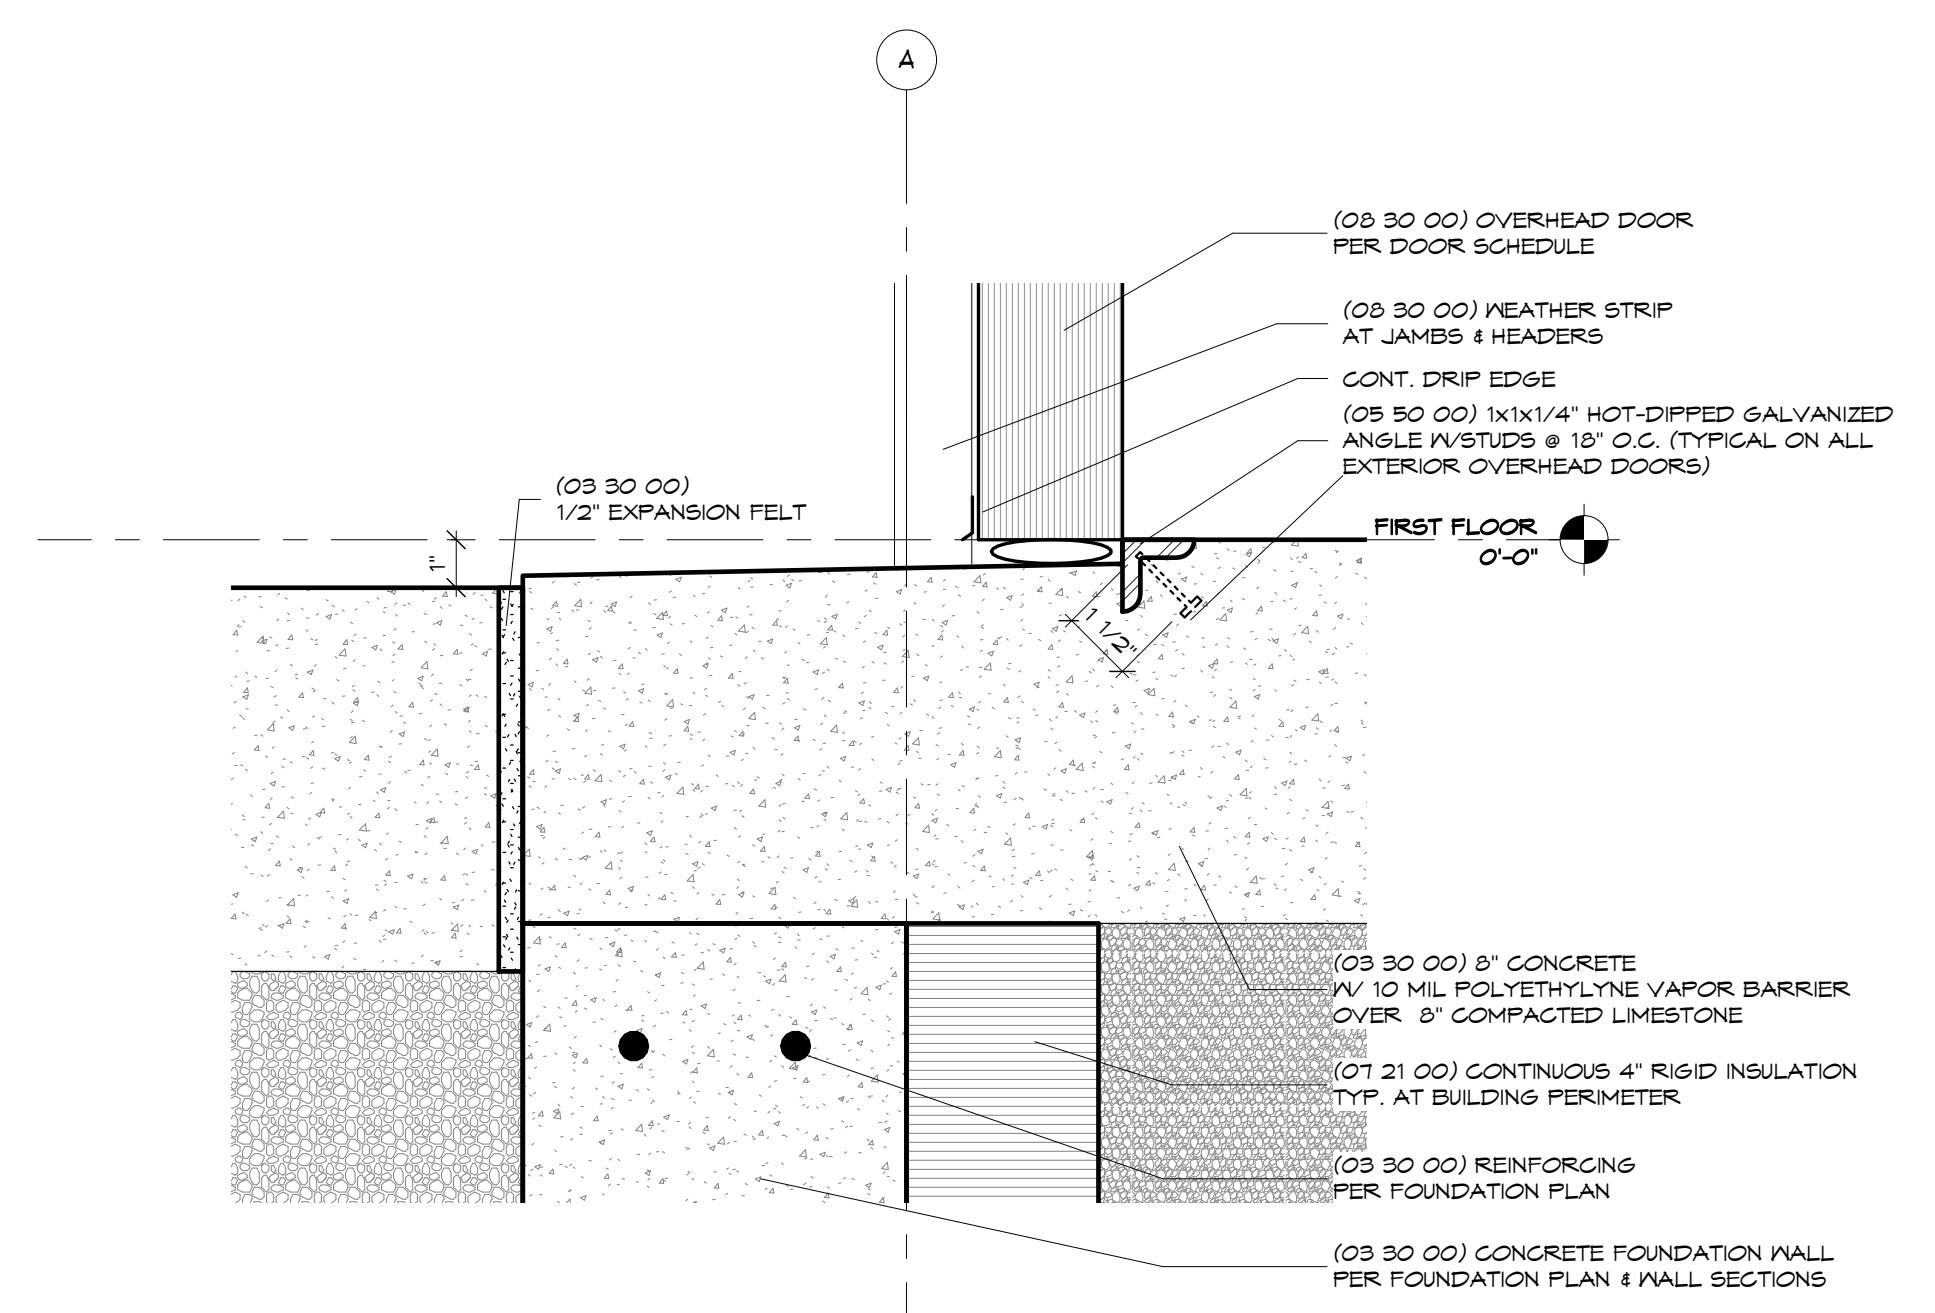 A
(08 30 00) OVERHEAD DOOR
PER DOOR SCHEDULE
(08 30 00) WEATHER STRIP
AT JAMBS & HEADERS
CONT. DRIP EDGE
(05 50 00) 1x1x1/4" HOT-DIPPED GALVANIZED
ANGLE W/STUDS @ 18" O.C. (TYPICAL ON ALL
EXTERIOR OVERHEAD DOORS)
(03 30 00)
1/2" EXPANSION FELT
FIRST FLOOR
0'-0"
1"
1 1/2"
(03 30 00) 8" CONCRETE
W/ 10 MIL POLYETHYLYNE VAPOR BARRIER
OVER 8" COMPACTED LIMESTONE
(07 21 00) CONTINUOUS 4" RIGID INSULATION
TYP. AT BUILDING PERIMETER
(03 30 00) REINFORCING
PER FOUNDATION PLAN
(03 30 00) CONCRETE FOUNDATION WALL
PER FOUNDATION PLAN & WALL SECTIONS